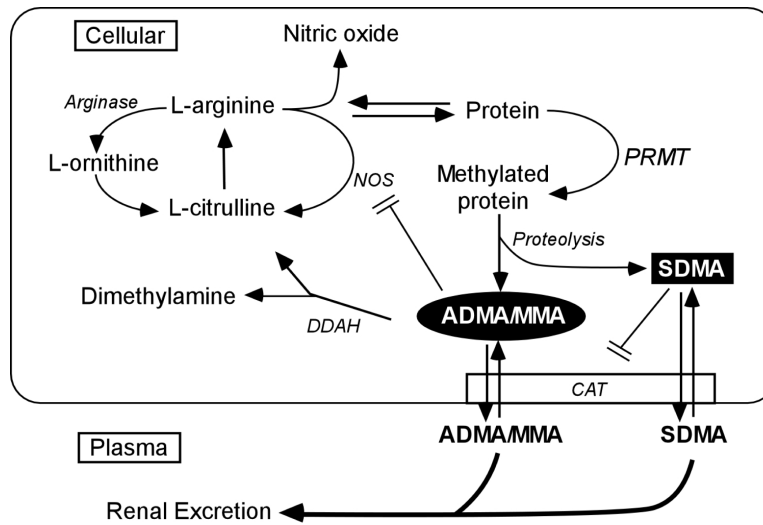 Cellular
Nitric oxide
Arginase
L-arginine
Protein
L-ornithine
PRMT
NOS
Methylated
protein
L-citrulline
Proteolysis
SDMA
Dimethylamine
ADMA/MMA
DDAH
CAT
Plasma
ADMA/MMA
SDMA
Renal Excretion